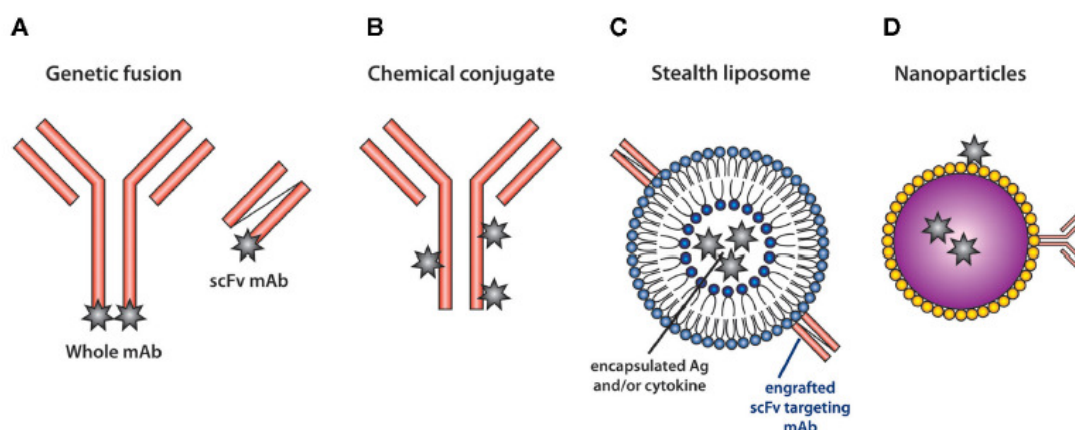 A
B
C
D
Genetic fusion
Chemical conjugate
Stealth liposome
Nanoparticles
scFv mAb
Whole mAb
encapsulated Ag
and/or cytokine
engrafted
scFv targeting
mAb